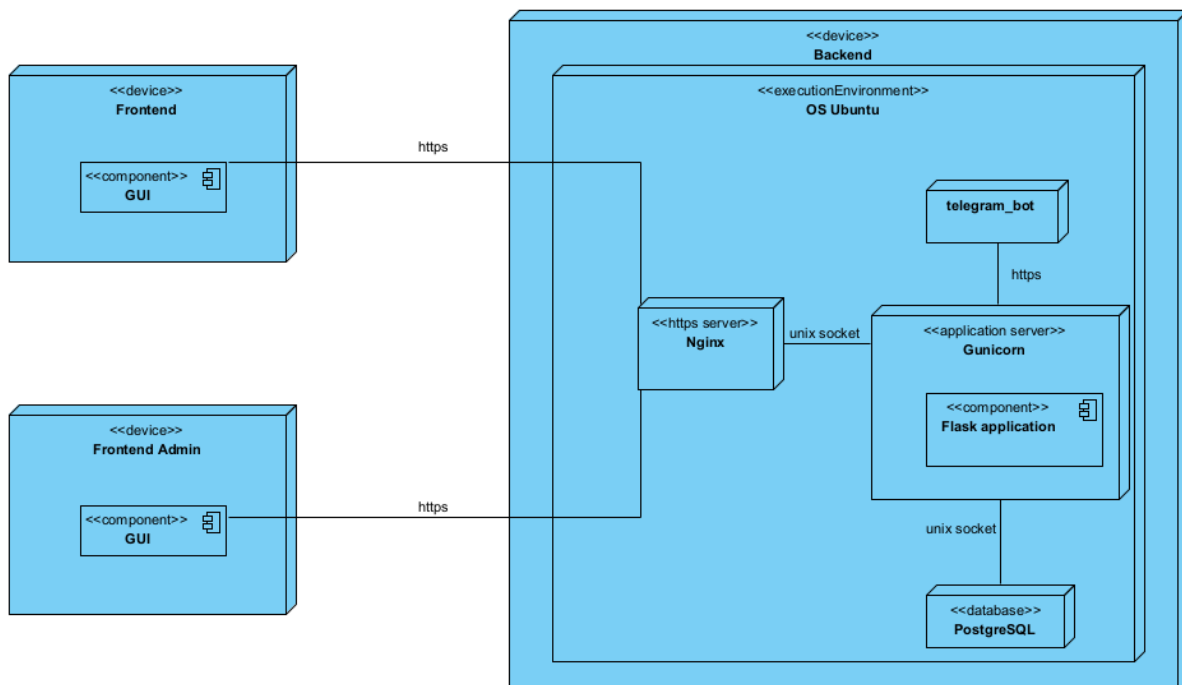 <<device>>
Backend
<<device>>
Frontend
<<executionEnvironment>>
OS Ubuntu
https
<<component>>
GUI
telegram_bot
https
<<https server>>
Nginx
unix socket
<<application server>>
Gunicorn
<<component>>
Flask application
<<device>>
Frontend Admin
https
<<component>>
GUI
unix socket
<<database>>
PostgreSQL